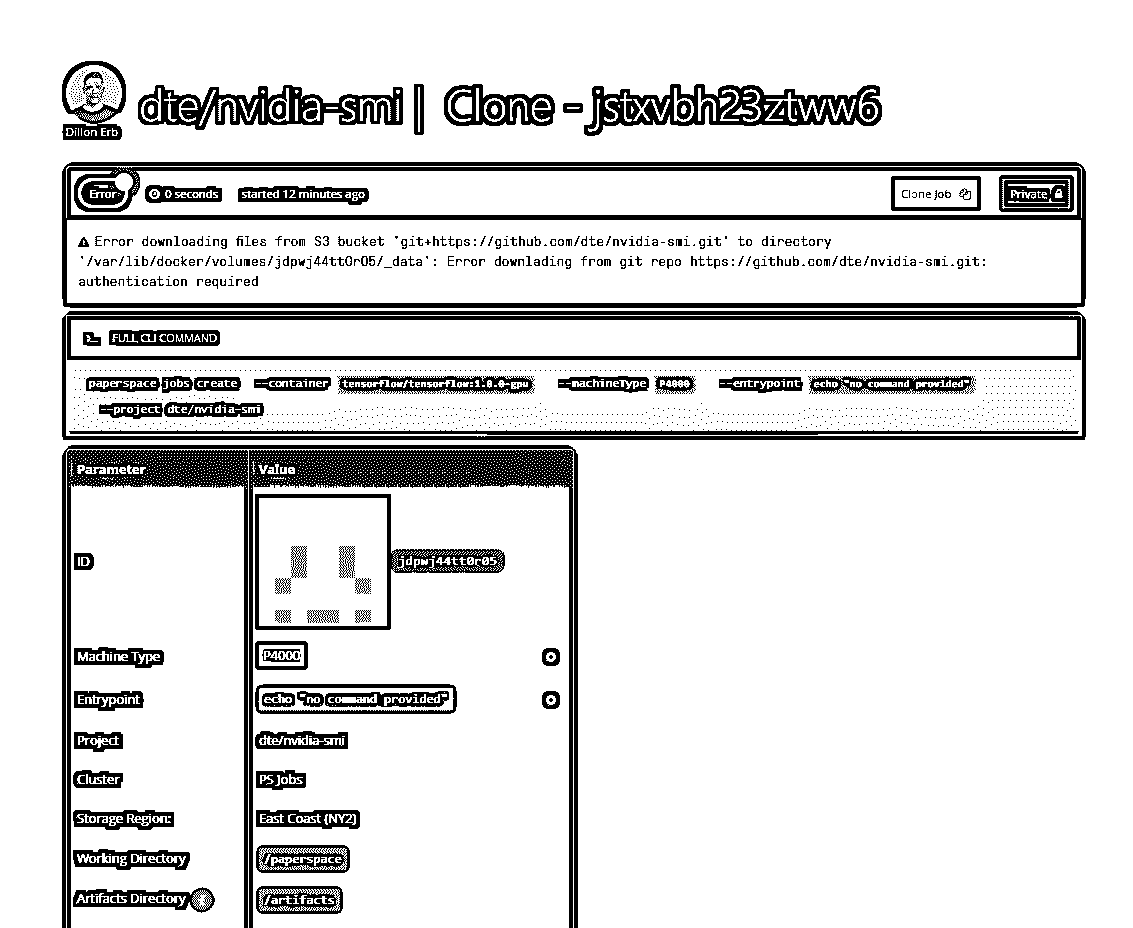 Dillon Erb
dte/nvidia-smi | Clone - jstxvbh23ztww6
Error 0 seconds started 12 minutes ago Clone Job Private
Error downloading files from S3 bucket 'git+https://github.com/dte/nvidia-smi.git' to directory
'/var/lib/docker/volumes/jdpwj44tt0r05/_data': Error downlading from git repo https://github.com/dte/nvidia-smi.git:
authentication required
FULL CLI COMMAND
paperspace jobs create --container tensorflow/tensorflow:1.8.0-gpu --machineType P4000 --entrypoint echo "no command provided"
--project dte/nvidia-smi
Parameter Value
ID jdpwj44tt0r05
Machine Type P4000
Entrypoint echo "no command provided"
Project dte/nvidia-smi
Cluster PS Jobs
Storage Region: East Coast (NY2)
Working Directory /paperspace
Artifacts Directory /artifacts